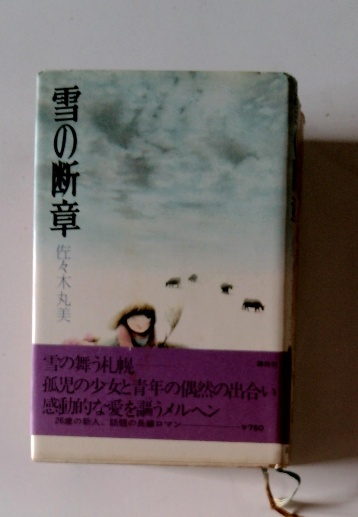 雪の断章
佐々木丸美
雪の舞う札幌
孤児の少女と青年の偶然の出合い
感動的な愛を謳うメルヘン
26歳の新人、話題の長編ロマン ¥780